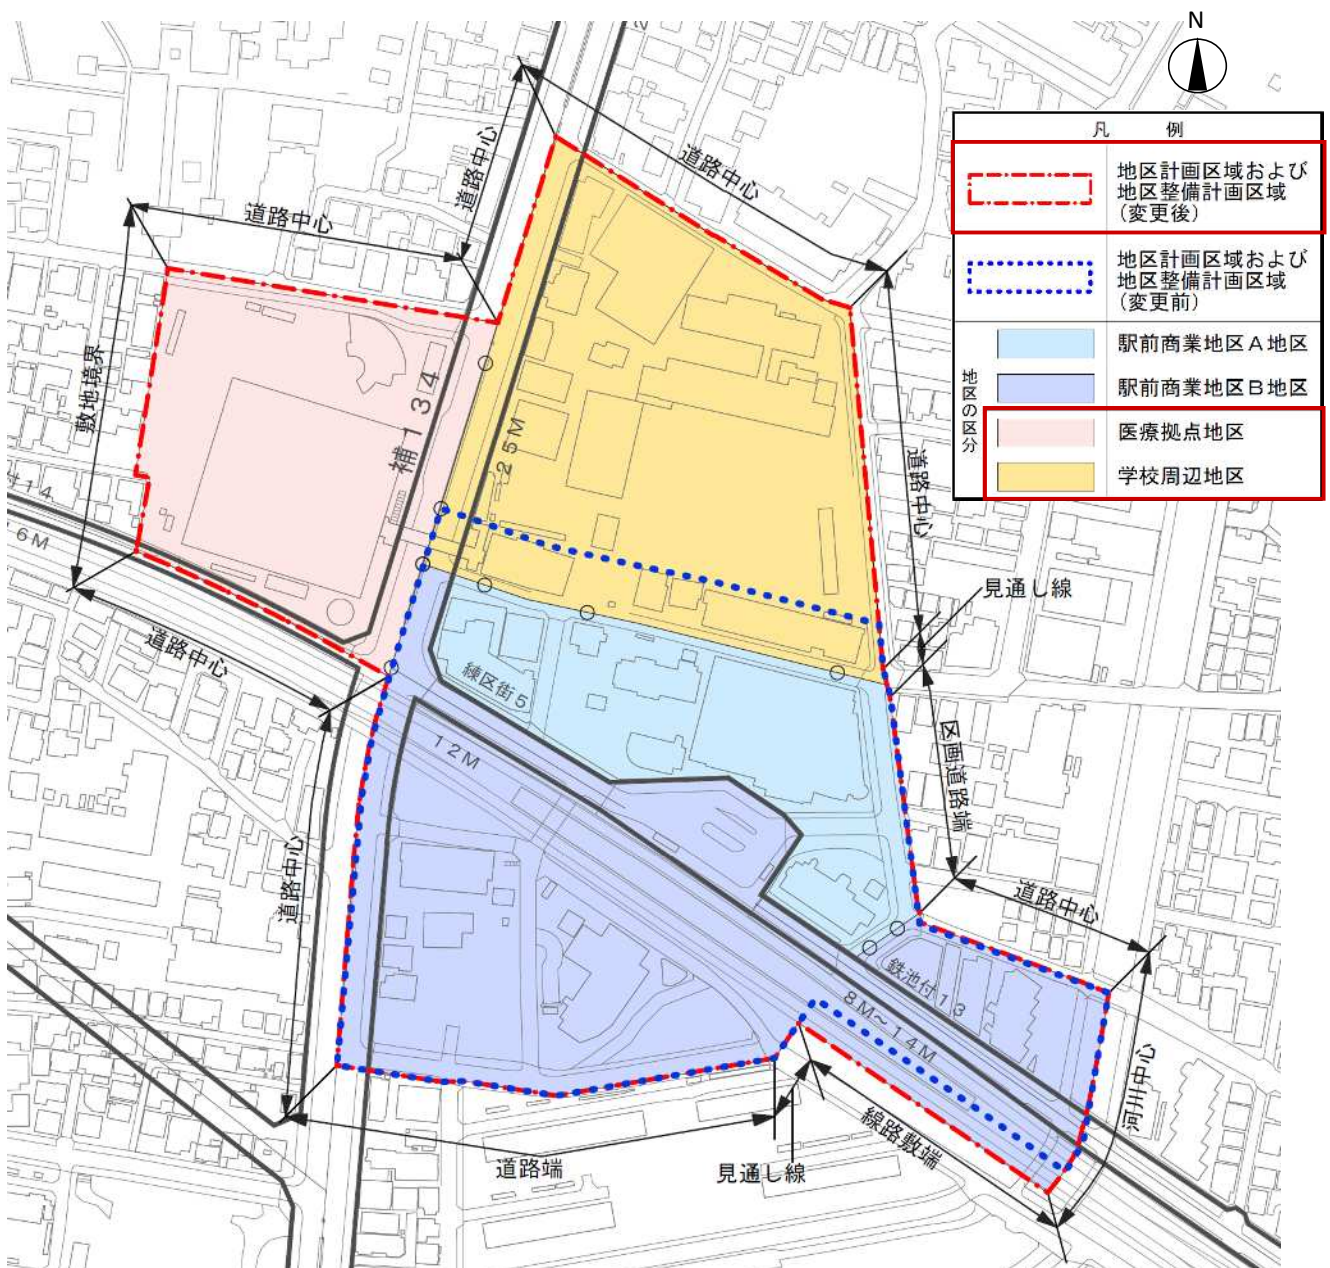 N
凡 例
地区計画区域および
地区整備計画区域
(変更後)
地区計画区域および
地区整備計画区域
(変更前)
地区の区分
駅前商業地区A地区
駅前商業地区B地区
医療拠点地区
学校周辺地区
道路中心
道路中心
道路中心
敷地境界
補134
25M
道路中心
付14
6M
見通し線
道路中心
練区街5
12M
区画道路端
道路中心
道路中心
鉄池付13
8M~14M
河川中心
線路敷端
道路端
見通し線